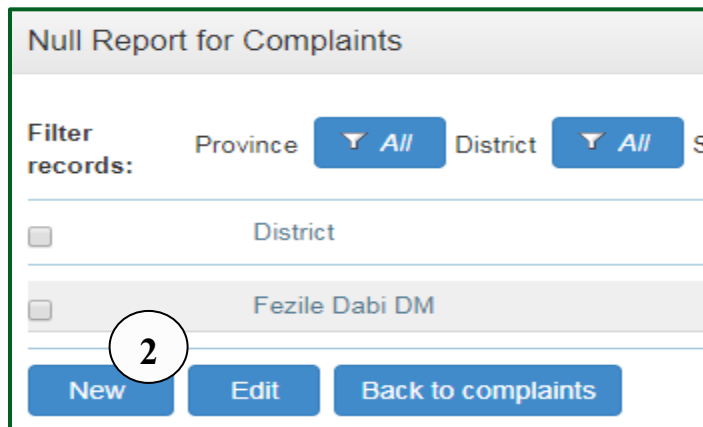 Null Report for Complaints
Filter records: Province All District All S
District
Fezile Dabi DM
2
New Edit Back to complaints